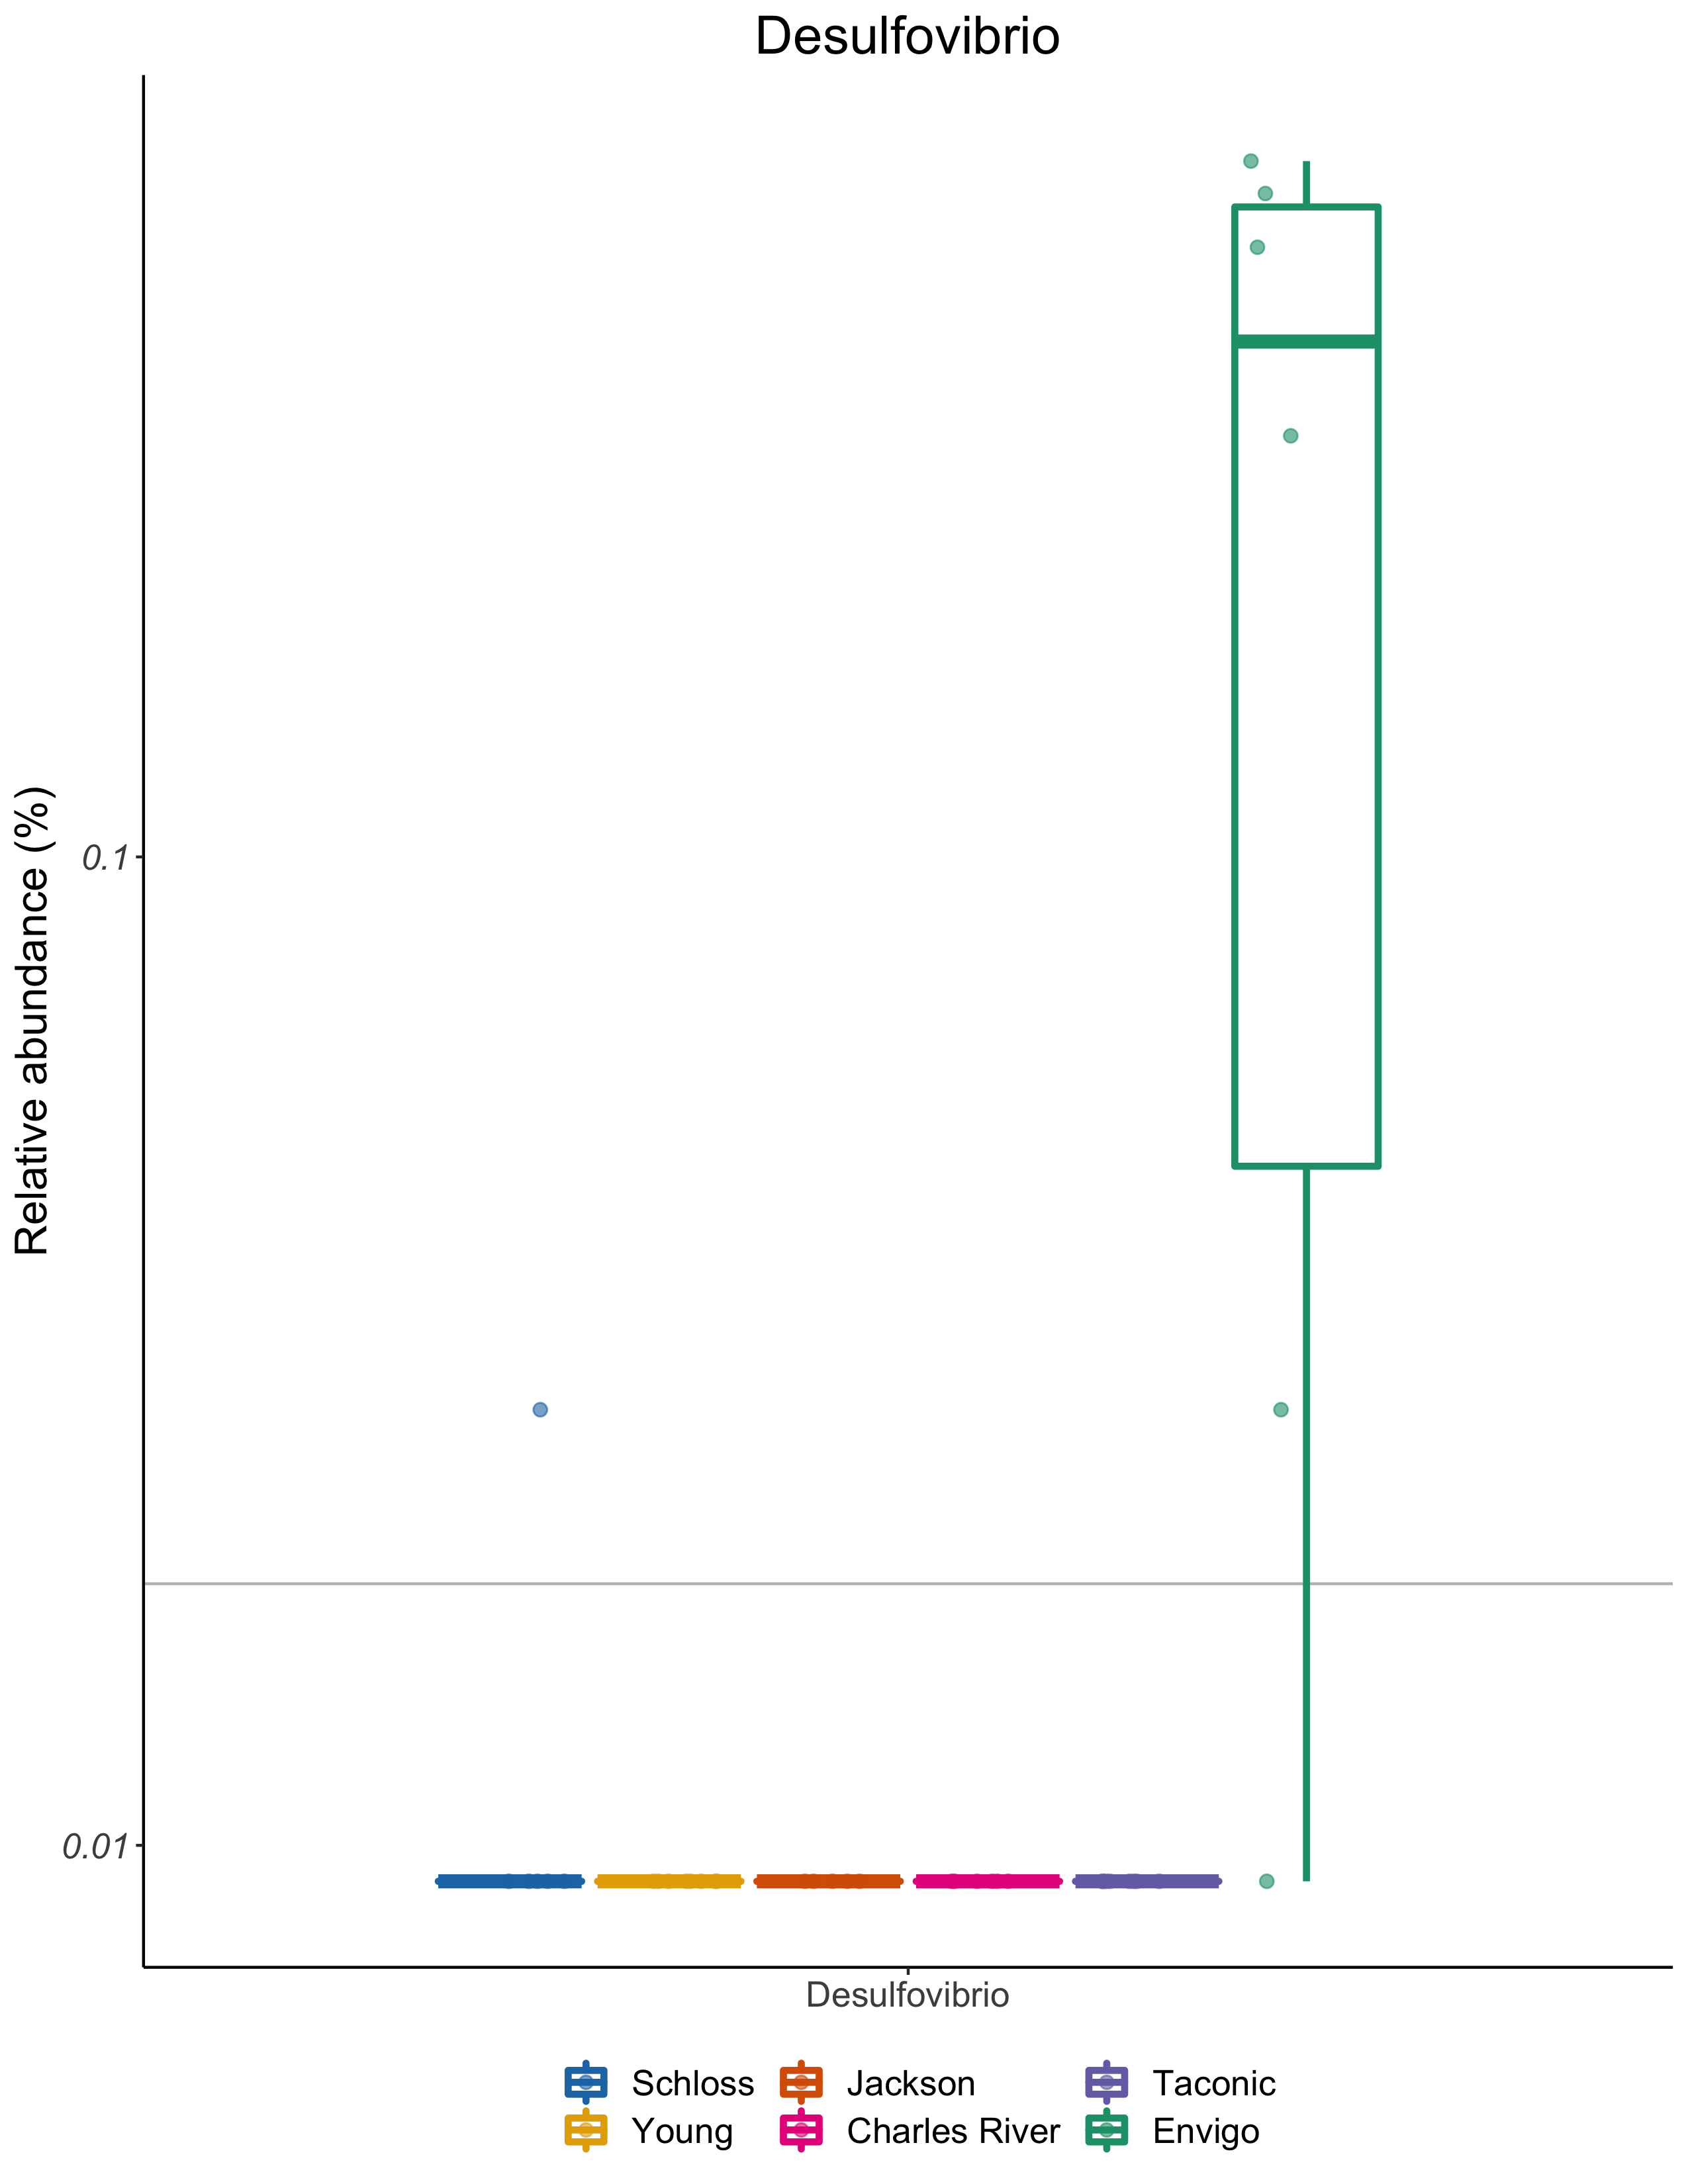 Desulfovibrio
Relative abundance (%)
0.1
0.01
Desulfovibrio
Schloss
Jackson
Taconic
Young
Charles River
Envigo